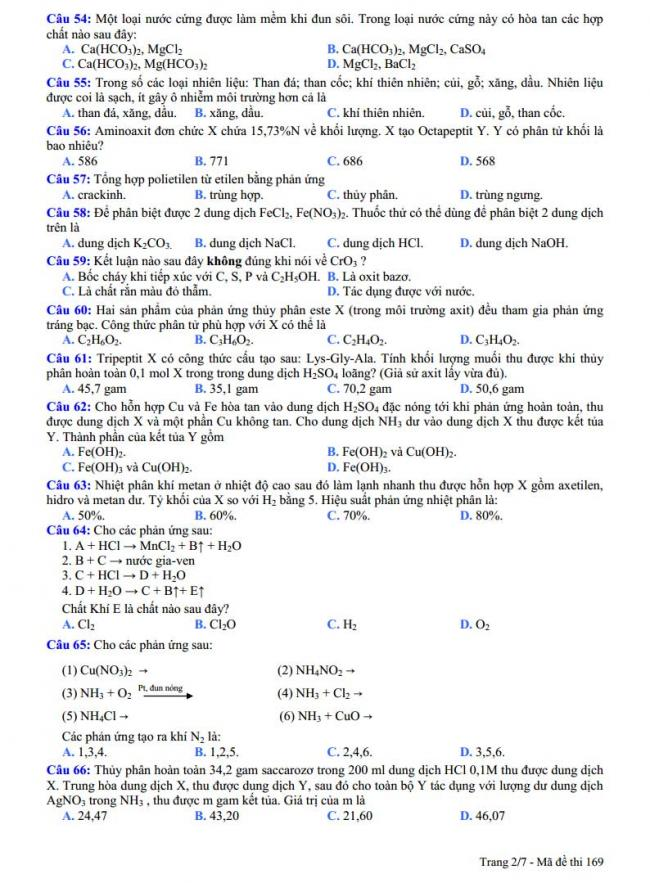 Câu 54: Một loại nước cứng được làm mềm khi đun sôi. Trong loại nước cứng này có hòa tan các hợp
chất nào sau đây:
A. Ca(HCO₃)₂, MgCl₂ B. Ca(HCO₃)₂, MgCl₂, CaSO₄
C. Ca(HCO₃)₂, Mg(HCO₃)₂ D. MgCl₂, BaCl₂
Câu 55: Trong số các loại nhiên liệu: Than đá; than cốc; khí thiên nhiên; củi, gỗ; xăng, dầu. Nhiên liệu
được coi là sạch, ít gây ô nhiễm môi trường hơn cả là
A. than đá, xăng, dầu. B. xăng, dầu. C. khí thiên nhiên. D. củi, gỗ, than cốc.
Câu 56: Aminoaxit đơn chức X chứa 15,73%N về khối lượng. X tạo Octapeptit Y. Y có phân tử khối là
bao nhiêu?
A. 586 B. 771 C. 686 D. 568
Câu 57: Tổng hợp polietilen từ etilen bằng phản ứng
A. crackinh. B. trùng hợp. C. thủy phân. D. trùng ngưng.
Câu 58: Để phân biệt được 2 dung dịch FeCl₂, Fe(NO₃)₂. Thuốc thử có thể dùng để phân biệt 2 dung dịch
trên là
A. dung dịch K₂CO₃. B. dung dịch NaCl. C. dung dịch HCl. D. dung dịch NaOH.
Câu 59: Kết luận nào sau đây không đúng khi nói về CrO₃ ?
A. Bốc cháy khi tiếp xúc với C, S, P và C₂H₅OH. B. Là oxit bazơ.
C. Là chất rắn màu đỏ thẫm. D. Tác dụng được với nước.
Câu 60: Hai sản phẩm của phản ứng thủy phân este X (trong môi trường axit) đều tham gia phản ứng
tráng bạc. Công thức phân tử phù hợp với X có thể là
A. C₂H₆O₂. B. C₃H₆O₂. C. C₂H₄O₂. D. C₃H₄O₂.
Câu 61: Tripeptit X có công thức cấu tạo sau: Lys-Gly-Ala. Tính khối lượng muối thu được khi thủy
phân hoàn toàn 0,1 mol X trong trong dung dịch H₂SO₄ loãng? (Giả sử axit lấy vừa đủ).
A. 45,7 gam B. 35,1 gam C. 70,2 gam D. 50,6 gam
Câu 62: Cho hỗn hợp Cu và Fe hòa tan vào dung dịch H₂SO₄ đặc nóng tới khi phản ứng hoàn toàn, thu
được dung dịch X và một phần Cu không tan. Cho dung dịch NH₃ dư vào dung dịch X thu được kết tủa
Y. Thành phần của kết tủa Y gồm
A. Fe(OH)₂. B. Fe(OH)₂ và Cu(OH)₂.
C. Fe(OH)₃ và Cu(OH)₂. D. Fe(OH)₃.
Câu 63: Nhiệt phân khí metan ở nhiệt độ cao sau đó làm lạnh nhanh thu được hỗn hợp X gồm axetilen,
hidro và metan dư. Tỷ khối của X so với H₂ bằng 5. Hiệu suất phản ứng nhiệt phân là:
A. 50%. B. 60%. C. 70%. D. 80%.
Câu 64: Cho các phản ứng sau:
1. A + HCl → MnCl₂ + B↑ + H₂O
2. B + C → nước gia-ven
3. C + HCl → D + H₂O
4. D + H₂O → C + B↑+ E↑
Chất Khí E là chất nào sau đây?
A. Cl₂ B. Cl₂O C. H₂ D. O₂
Câu 65: Cho các phản ứng sau:
(1) Cu(NO₃)₂ → (2) NH₄NO₂ →
(3) NH₃ + O₂ Pt, đun nóng → (4) NH₃ + Cl₂ →
(5) NH₄Cl → (6) NH₃ + CuO →
Các phản ứng tạo ra khí N₂ là:
A. 1,3,4. B. 1,2,5. C. 2,4,6. D. 3,5,6.
Câu 66: Thủy phân hoàn toàn 34,2 gam saccarozơ trong 200 ml dung dịch HCl 0,1M thu được dung dịch
X. Trung hòa dung dịch X, thu được dung dịch Y, sau đó cho toàn bộ Y tác dụng với lượng dư dung dịch
AgNO₃ trong NH₃ , thu được m gam kết tủa. Giá trị của m là
A. 24,47 B. 43,20 C. 21,60 D. 46,07
Trang 2/7 - Mã đề thi 169